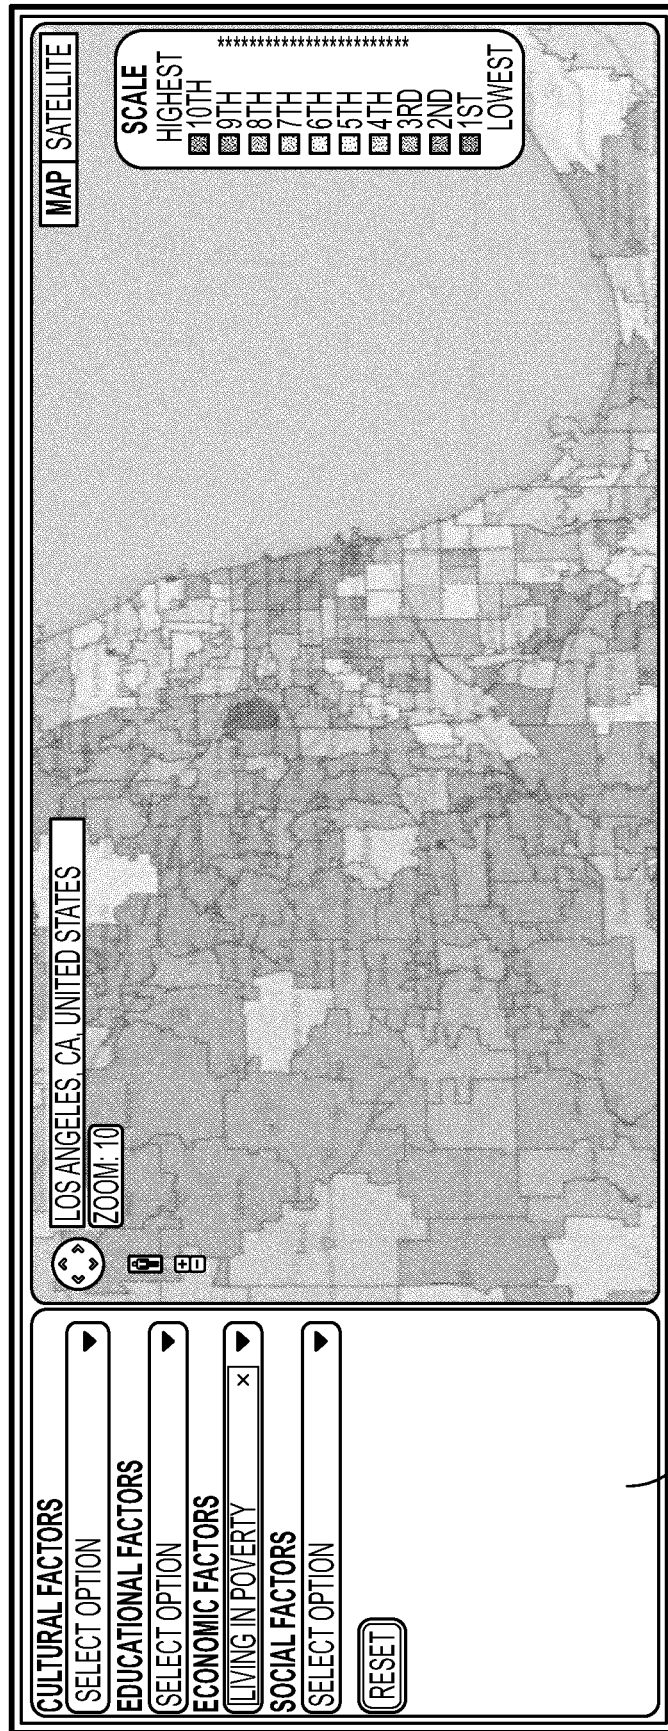 CULTURAL FACTORS
SELECT OPTION
EDUCATIONAL FACTORS
SELECT OPTION
ECONOMIC FACTORS
LIVING IN POVERTY ×
SOCIAL FACTORS
SELECT OPTION
RESET
LOS ANGELES, CA, UNITED STATES
ZOOM: 10
+
−
MAP | SATELLITE
SCALE
HIGHEST
10TH
9TH
8TH
7TH
6TH
5TH
4TH
3RD
2ND
1ST
LOWEST
************************